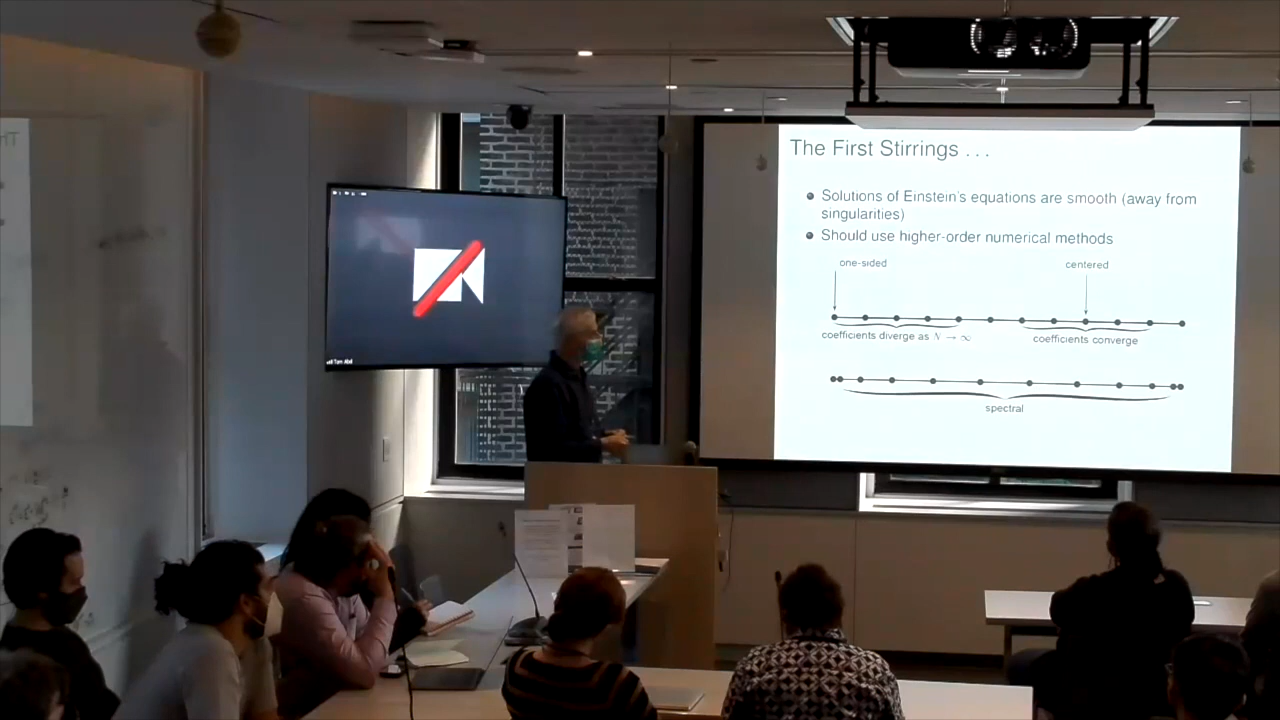 The First Stirrings . . .
Solutions of Einstein's equations are smooth (away from
singularities)
Should use higher-order numerical methods
one-sided
centered
coefficients diverge as N → ∞
coefficients converge
spectral